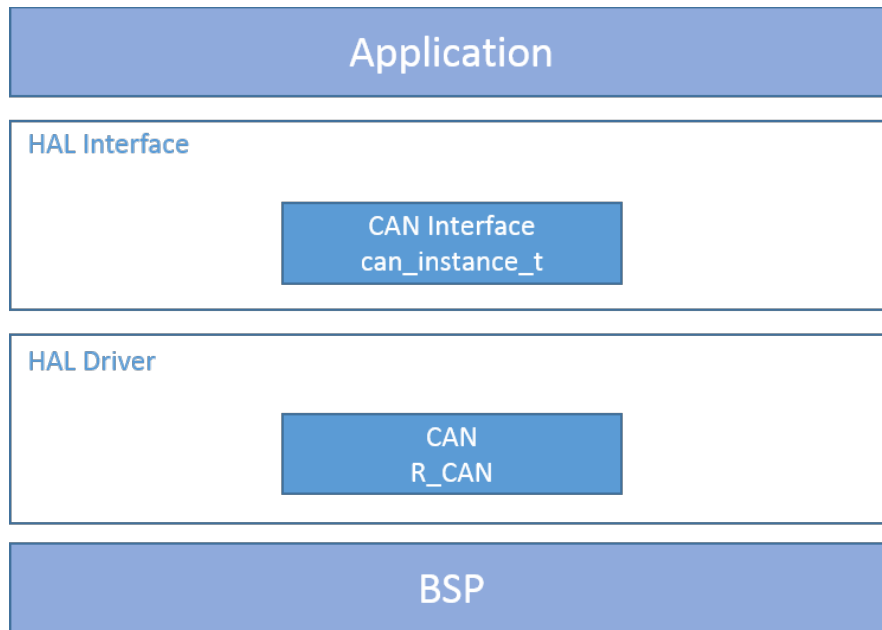 Application
HAL Interface
CAN Interface
can_instance_t
HAL Driver
CAN
R_CAN
BSP